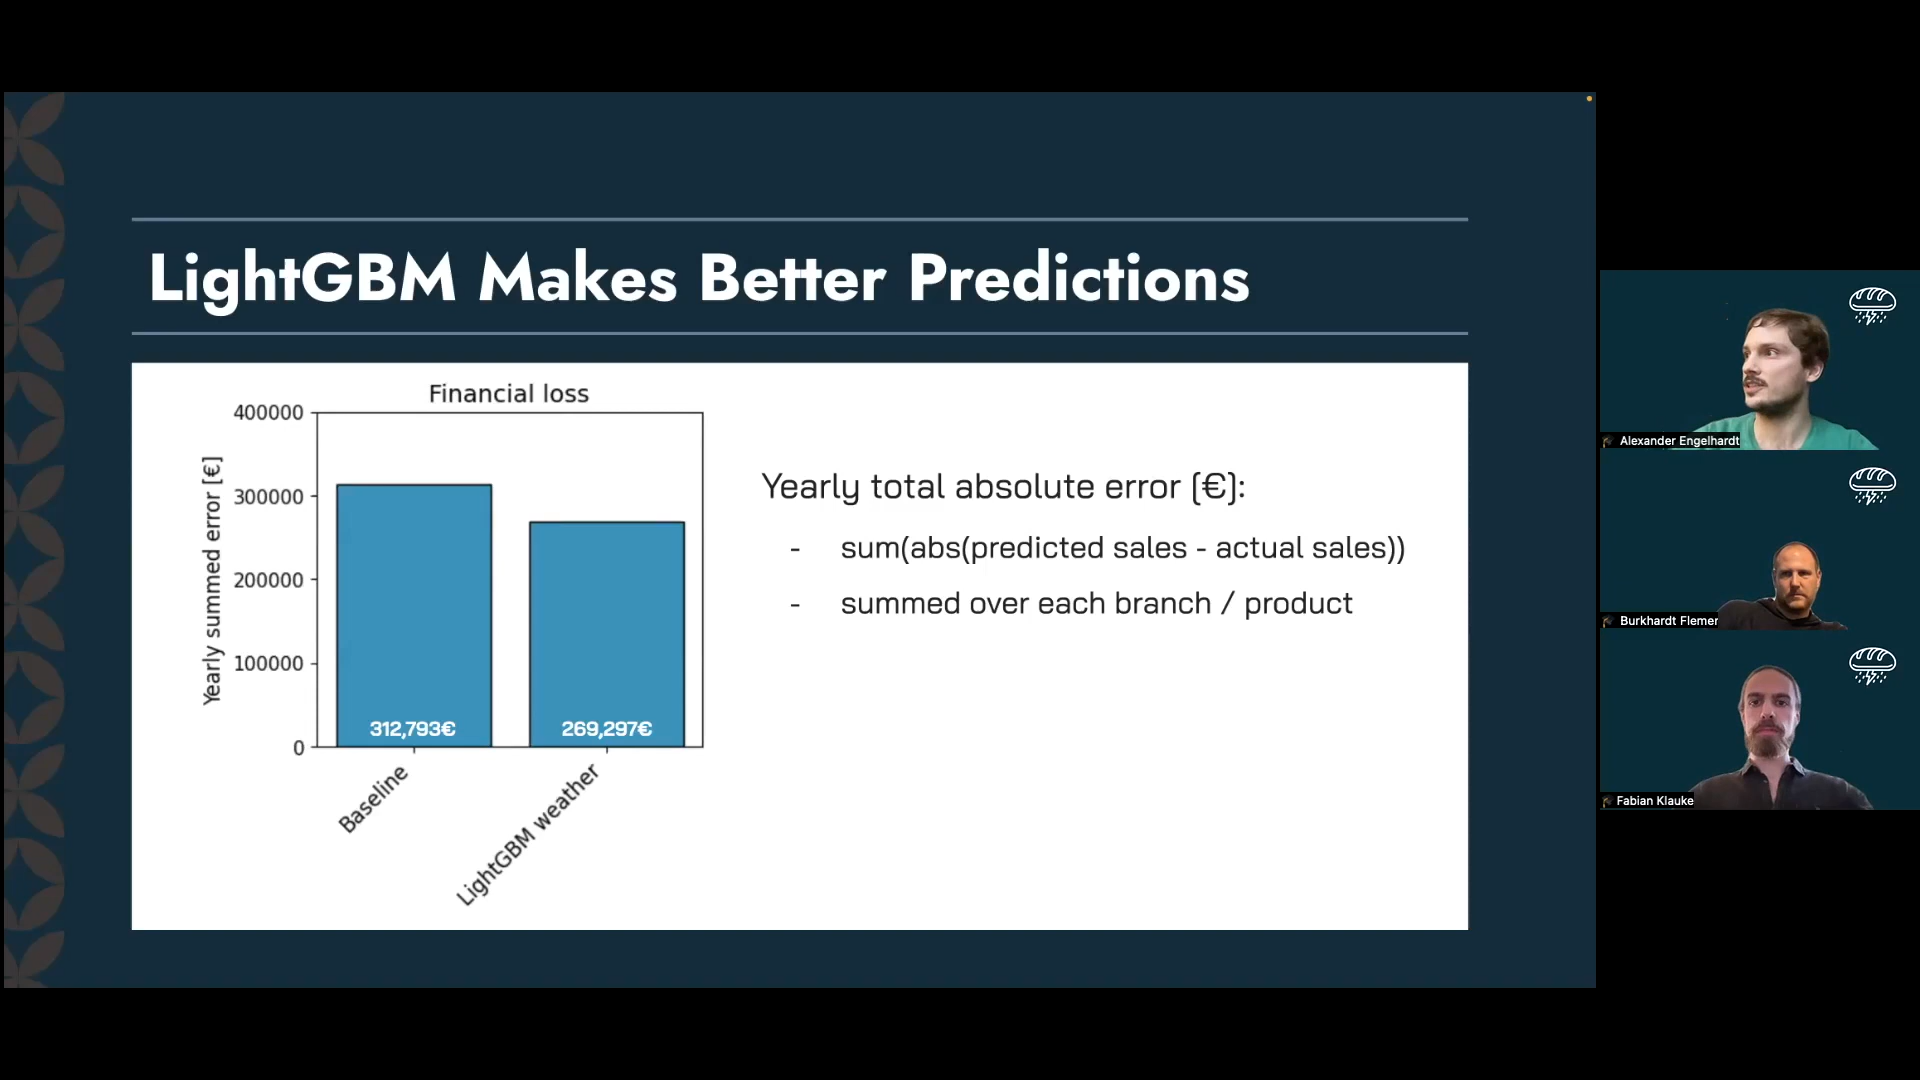 LightGBM Makes Better Predictions
Financial loss
Yearly summed error [€]
400000
300000
200000
100000
0
312,793€
269,297€
Baseline
LightGBM weather
Yearly total absolute error [€]:
- sum(abs(predicted sales - actual sales))
- summed over each branch / product
Alexander Engelhardt
Burkhardt Flemer
Fabian Klauke